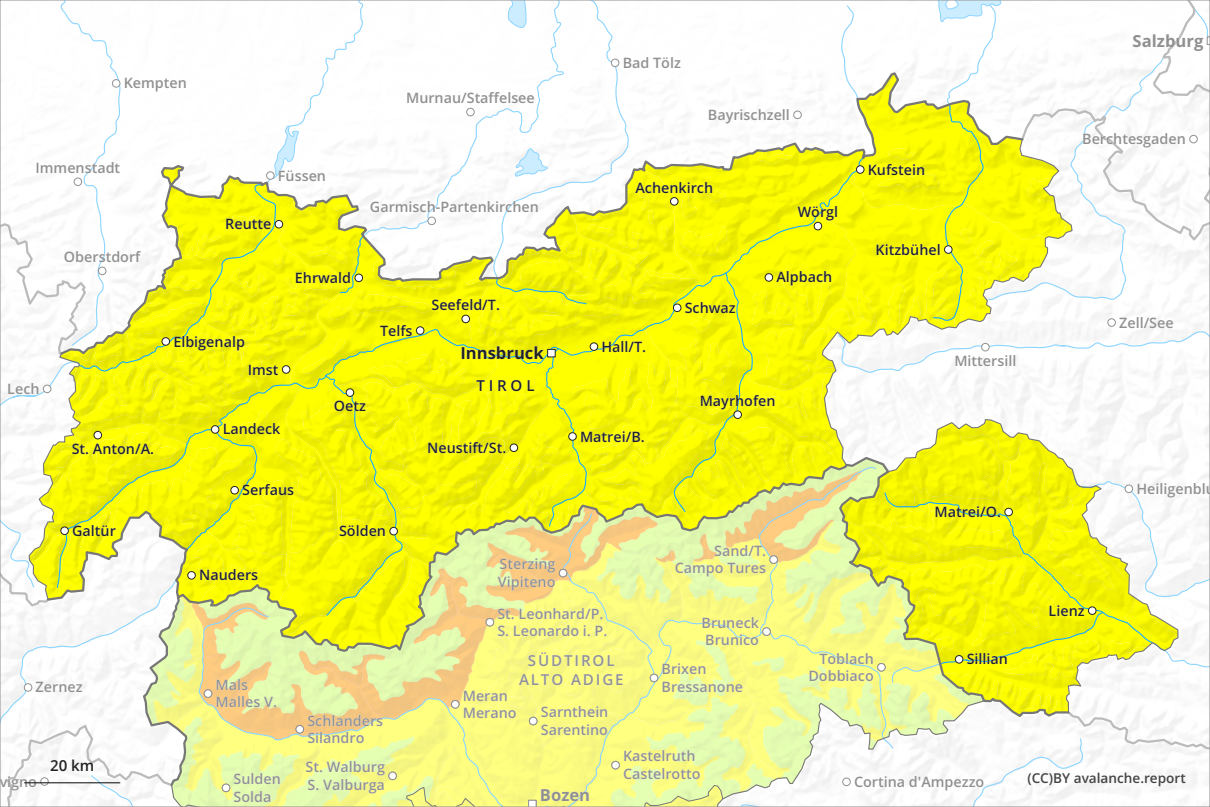 Salzburg
Bad Tölz
Kempten
Murnau/Staffelsee
Bayrischzell
Berchtesgaden
Immenstadt
Füssen
Kufstein
Achenkirch
Garmisch-Partenkirchen
Wörgl
Reutte
Kitzbühel
Oberstdorf
Ehrwald
Alpbach
Seefeld/T.
Schwaz
Zell/See
Telfs
Elbigenalp
Innsbruck
Hall/T.
Mittersill
Imst
TIROL
Lech
Oetz
Mayrhofen
Landeck
Matrei/B.
St. Anton/A.
Neustift/St.
Serfaus
Heiligenblu
Matrei/O.
Galtür
Sölden
Sand/T.
Campo Tures
Sterzing
Vipiteno
Nauders
Lienz
St. Leonhard/P.
S. Leonardo i. P.
Bruneck
Brunico
Sillian
SÜDTIROL
ALTO ADIGE
Toblach
Dobbiaco
Brixen
Bressanone
Zernez
Mals
Malles V.
Meran
Merano
Sarnthein
Sarentino
Schlanders
Silandro
Kastelruth
Castelrotto
20 km
St. Walburg
S. Valburga
vigno
Sulden
Solda
Cortina d'Ampezzo
(CC)BY avalanche.report
Bozen